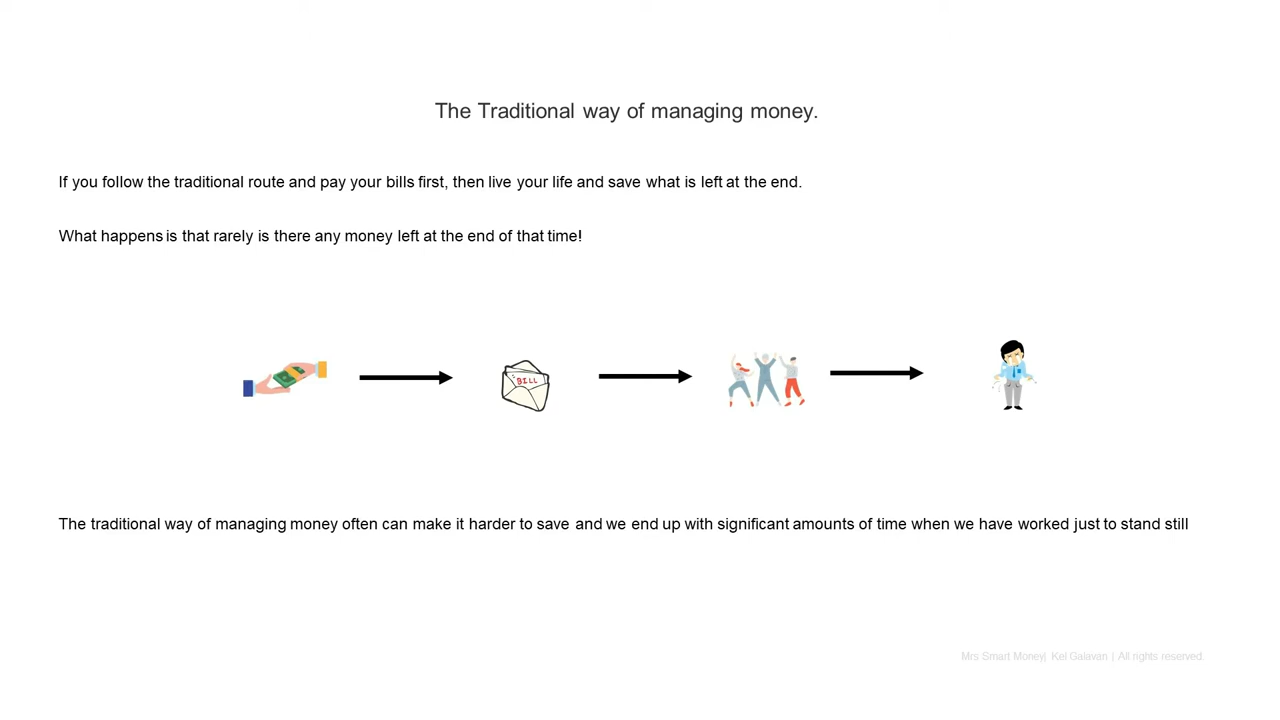 The Traditional way of managing money.
If you follow the traditional route and pay your bills first, then live your life and save what is left at the end.
What happens is that rarely is there any money left at the end of that time!
BILL
The traditional way of managing money often can make it harder to save and we end up with significant amounts of time when we have worked just to stand still
Mrs Smart Money| Kel Galavan | All rights reserved.